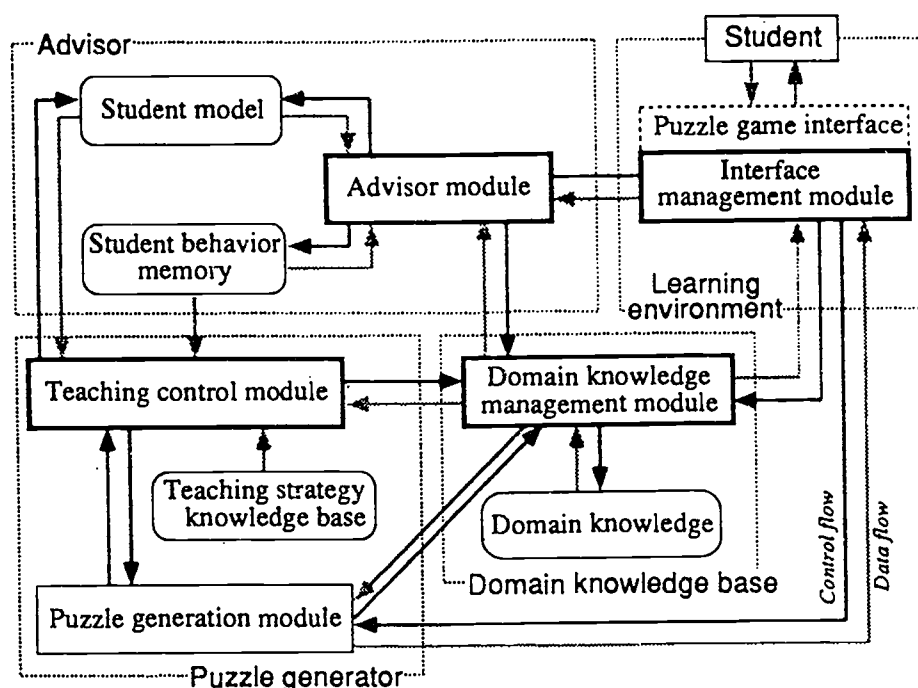 Advisor
Student
Student model
Puzzle game interface
Advisor module
Interface
management module
Student behavior
memory
Learning
environment
Teaching control module
Domain knowledge
management module
Teaching strategy
knowledge base
Domain knowledge
Control flow
Data flow
Domain knowledge base
Puzzle generation module
Puzzle generator